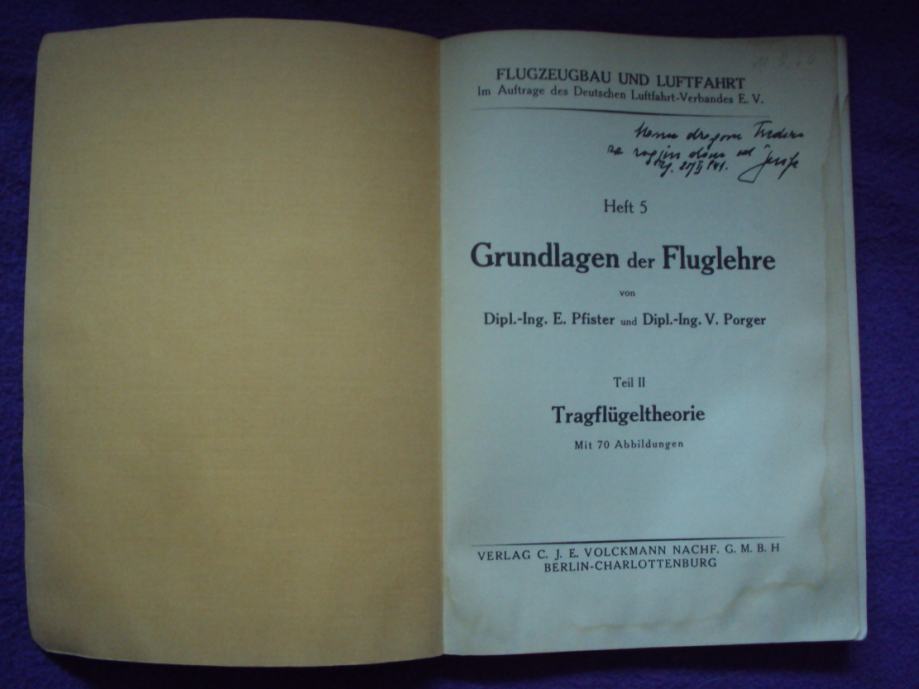 FLUGZEUGBAU UND LUFTFAHRT
Im Auftrage des Deutschen Luftfahrt-Verbandes E. V.
Heft 5
Grundlagen der Fluglehre
von
Dipl.-Ing. E. Pfister und Dipl.-Ing. V. Porger
Teil II
Tragflügeltheorie
Mit 70 Abbildungen
VERLAG C. J. E. VOLCKMANN NACHF. G. M. B. H
BERLIN-CHARLOTTENBURG